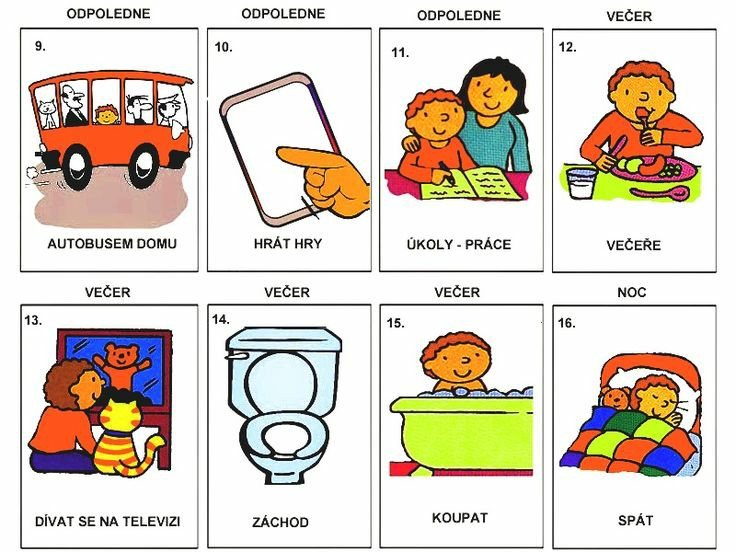 ODPOLEDNE
ODPOLEDNE
ODPOLEDNE
VEČER
9.
10.
11.
12.
AUTOBUSEM DOMU
HRÁT HRY
ÚKOLY - PRÁCE
VEČEŘE
VEČER
VEČER
VEČER
NOC
13.
14.
15.
16.
DÍVAT SE NA TELEVIZI
ZÁCHOD
KOUPAT
SPÁT